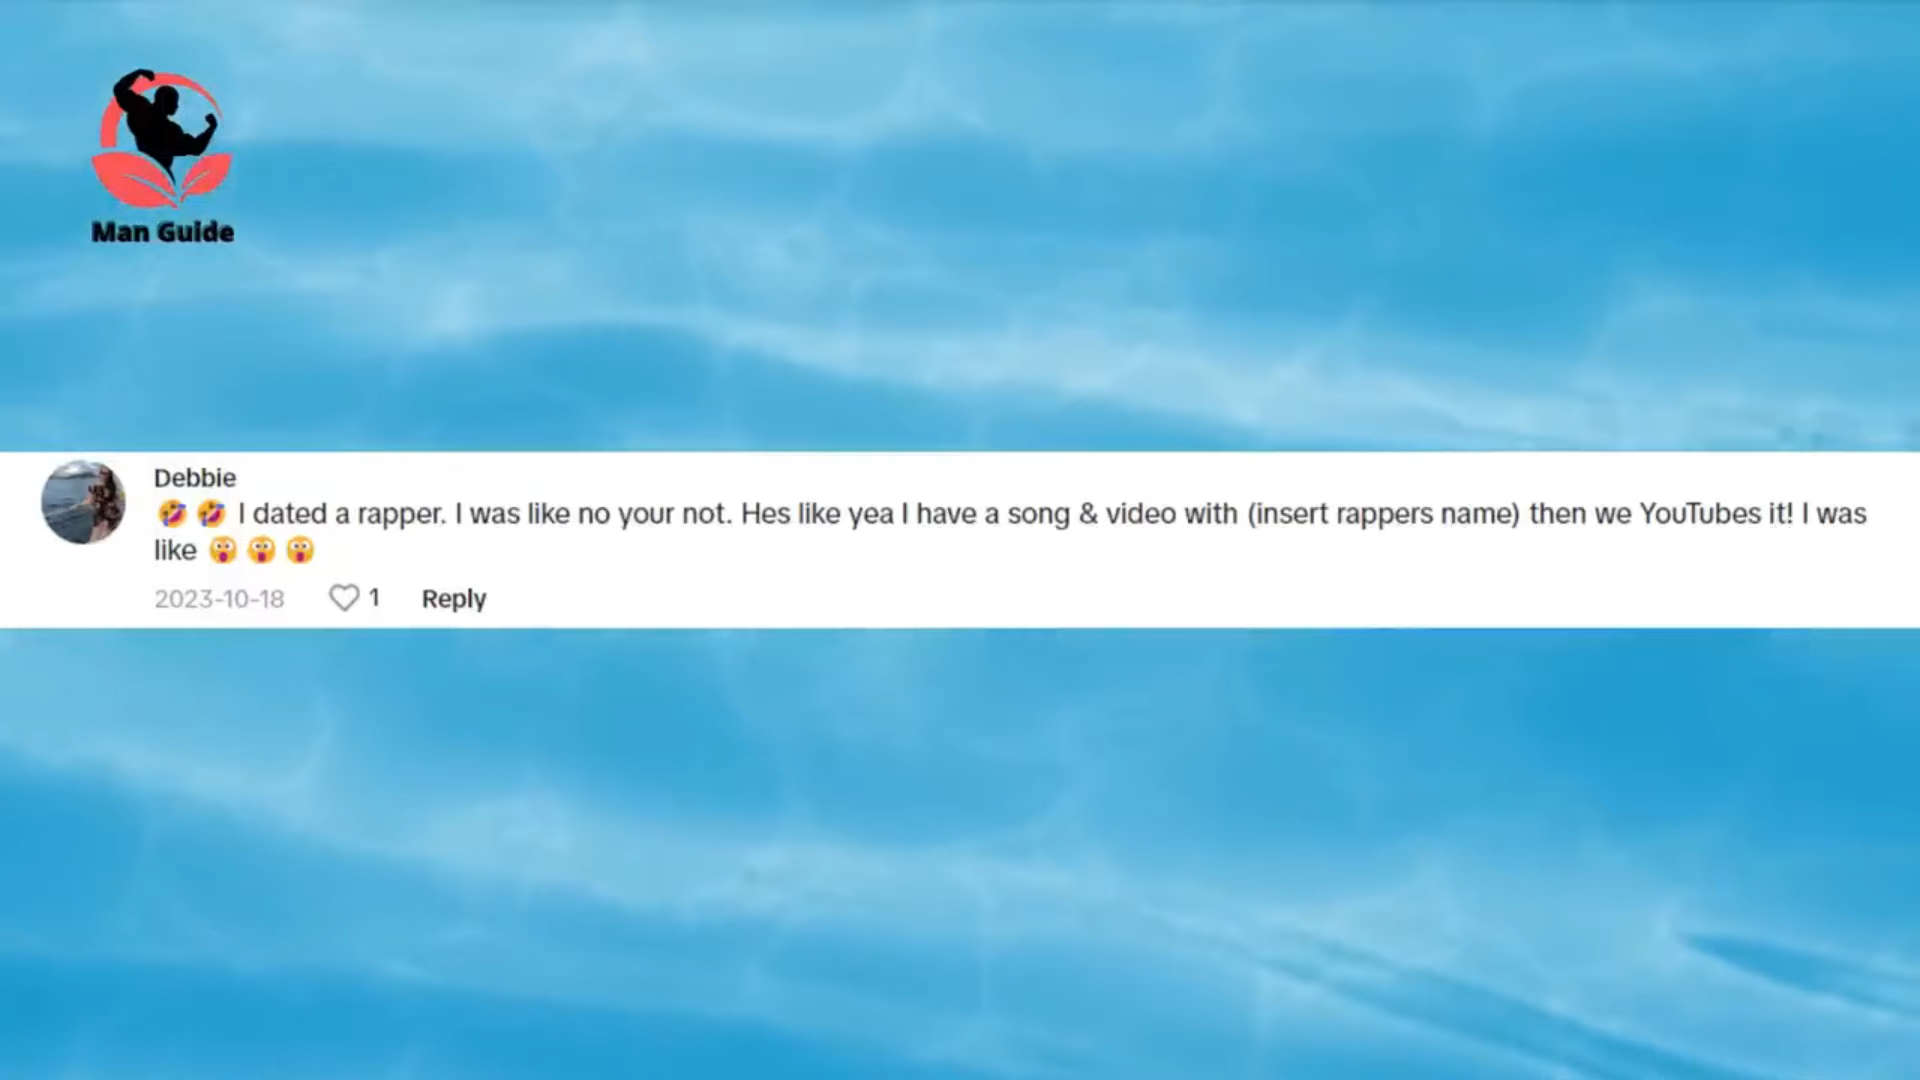 Man Guide
Debbie
🤣🤣 I dated a rapper. I was like no your not. Hes like yea I have a song & video with (insert rappers name) then we YouTubes it! I was
like 😱😱😱
2023-10-18 1 Reply